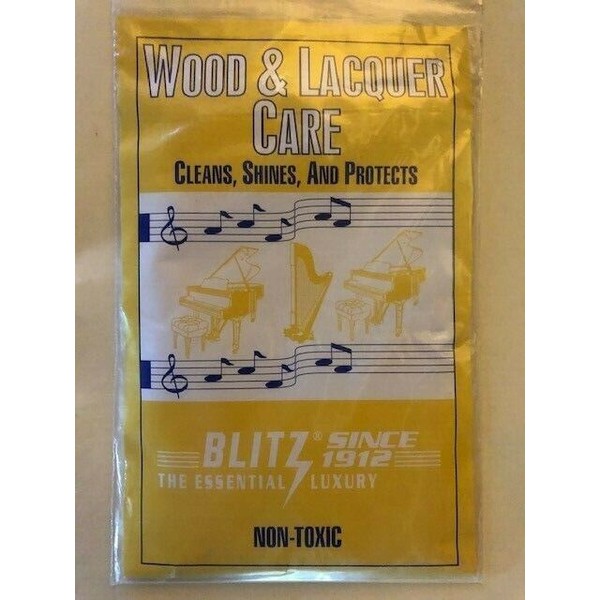 WOOD & LACQUER
CARE
CLEANS, SHINES, AND PROTECTS
BLITZ® SINCE 1912
THE ESSENTIAL LUXURY
NON-TOXIC